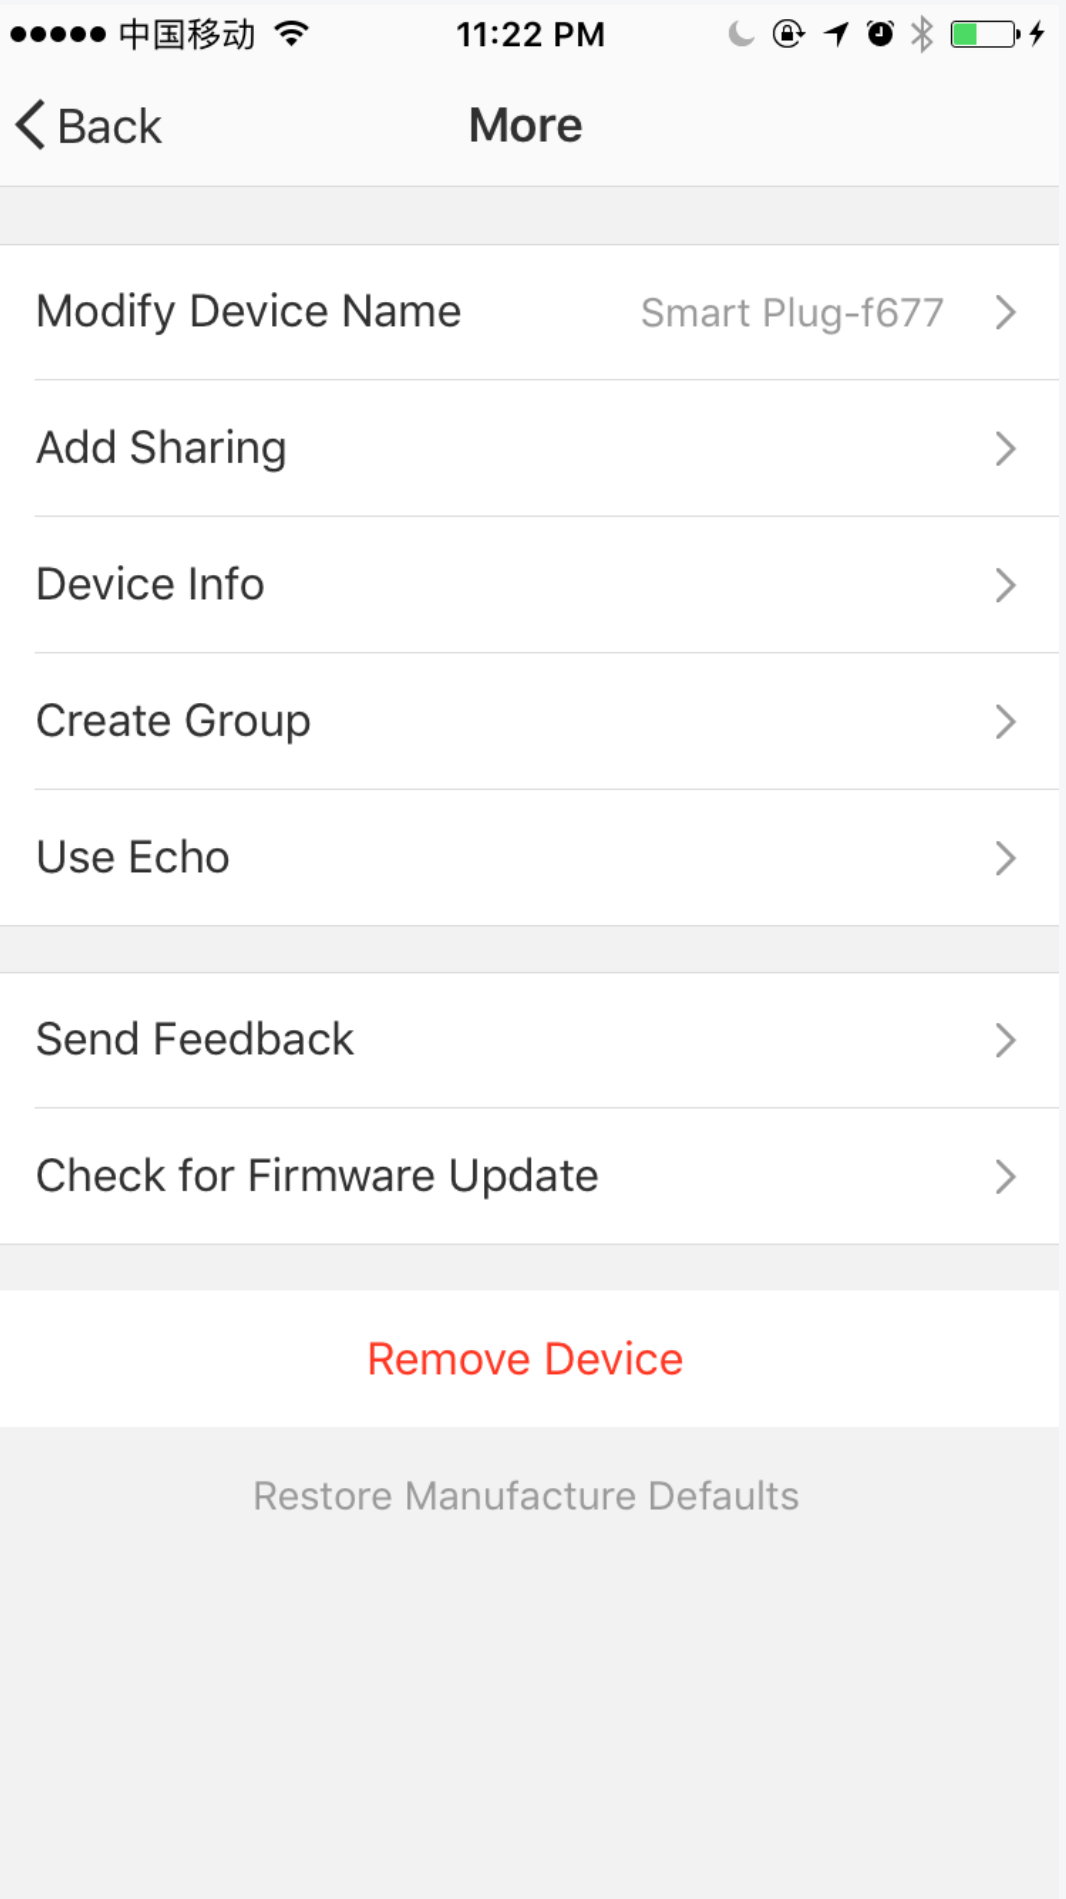 中国移动 11:22 PM
Back More
Modify Device Name Smart Plug-f677
Add Sharing
Device Info
Create Group
Use Echo
Send Feedback
Check for Firmware Update
Remove Device
Restore Manufacture Defaults